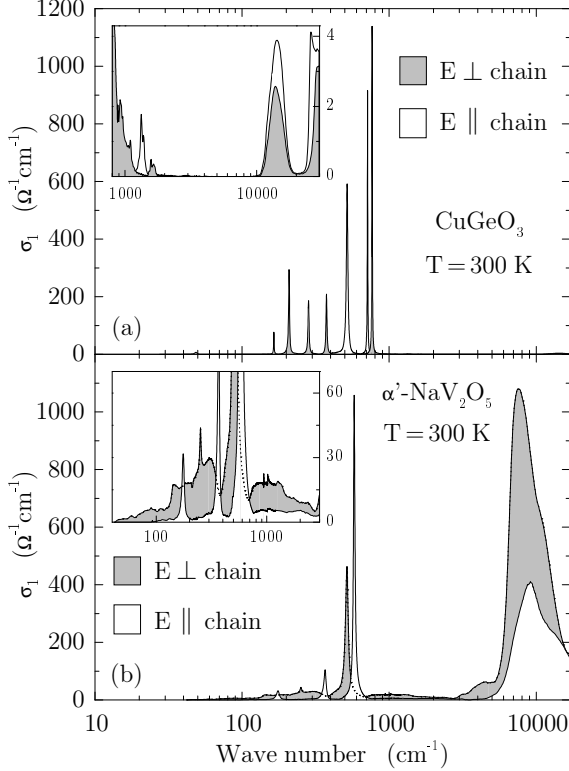 1200
1000
800
600
400
200
0
σ₁ (Ω⁻¹cm⁻¹)
4
2
0
1000 10000
E ⊥ chain
E ∥ chain
CuGeO₃
T = 300 K
(a)
1000
800
600
400
200
0
σ₁ (Ω⁻¹cm⁻¹)
60
30
0
100 1000
α'-NaV₂O₅
T = 300 K
E ⊥ chain
E ∥ chain
(b)
10 100 1000 10000
Wave number (cm⁻¹)